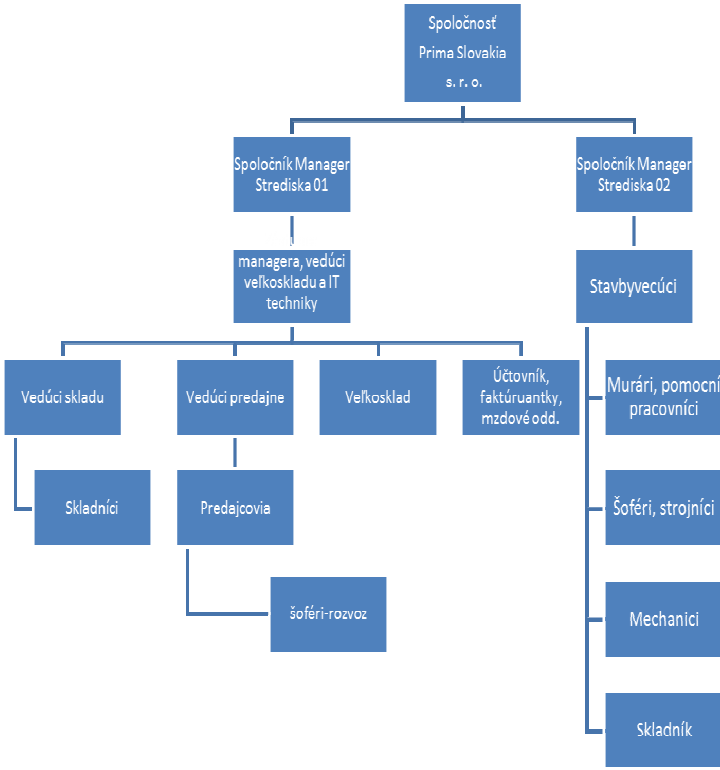 Spoločnosť
Prima Slovakia
s. r. o.
Spoločník Manager
Strediska 01
Spoločník Manager
Strediska 02
managera, vedúci
veľkoskladu a IT
techniky
Stavbyvecúci
Vedúci skladu
Vedúci predajne
Veľkosklad
Účtovník,
faktúruantky,
mzdové odd.
Murári, pomocní
pracovníci
Skladníci
Predajcovia
Šoféri, strojníci
šoféri-rozvoz
Mechanici
Skladník